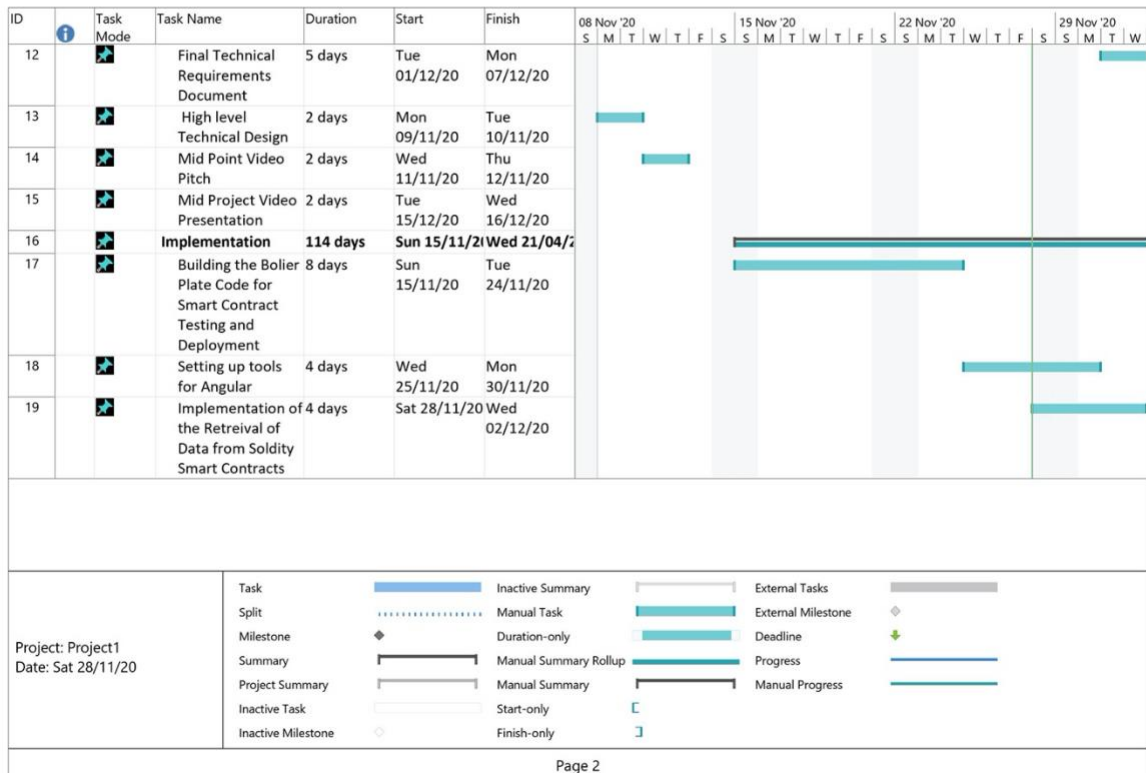 ID Task Mode Task Name Duration Start Finish 08 Nov '20 15 Nov '20 22 Nov '20 29 Nov '20
S M T W T F S S M T W T F S S M T W T F S S M T W
12 Final Technical Requirements Document 5 days Tue 01/12/20 Mon 07/12/20
13 High level Technical Design 2 days Mon 09/11/20 Tue 10/11/20
14 Mid Point Video Pitch 2 days Wed 11/11/20 Thu 12/11/20
15 Mid Project Video Presentation 2 days Tue 15/12/20 Wed 16/12/20
16 Implementation 114 days Sun 15/11/20 Wed 21/04/2
17 Building the Bolier Plate Code for Smart Contract Testing and Deployment 8 days Sun 15/11/20 Tue 24/11/20
18 Setting up tools for Angular 4 days Wed 25/11/20 Mon 30/11/20
19 Implementation of the Retreival of Data from Soldity Smart Contracts 4 days Sat 28/11/20 Wed 02/12/20
Project: Project1
Date: Sat 28/11/20
Task Inactive Summary External Tasks
Split Manual Task External Milestone
Milestone Duration-only Deadline
Summary Manual Summary Rollup Progress
Project Summary Manual Summary Manual Progress
Inactive Task Start-only
Inactive Milestone Finish-only
Page 2